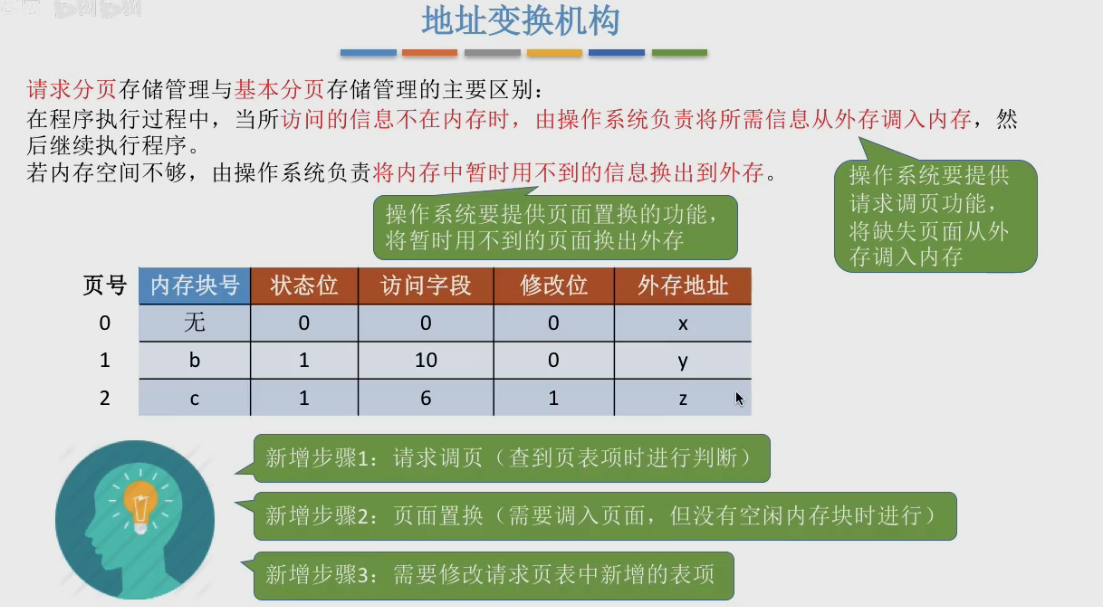 地址变换机构
请求分页存储管理与基本分页存储管理的主要区别：
在程序执行过程中，当所访问的信息不在内存时，由操作系统负责将所需信息从外存调入内存，然
后继续执行程序。
若内存空间不够，由操作系统负责将内存中暂时用不到的信息换出到外存。
操作系统要提供
请求调页功能，
将缺失页面从外
存调入内存
操作系统要提供页面置换的功能，
将暂时用不到的页面换出外存
页号 内存块号 状态位 访问字段 修改位 外存地址
0 无 0 0 0 x
1 b 1 10 0 y
2 c 1 6 1 z
新增步骤1：请求调页（查到页表项时进行判断）
新增步骤2：页面置换（需要调入页面，但没有空闲内存块时进行）
新增步骤3：需要修改请求页表中新增的表项